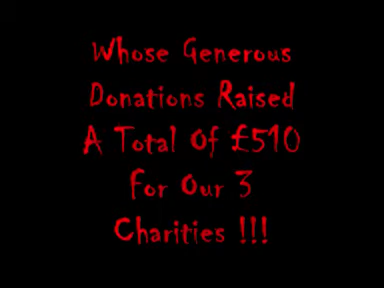 Whose Generous
Donations Raised
A Total Of £510
For Our 3
Charities !!!